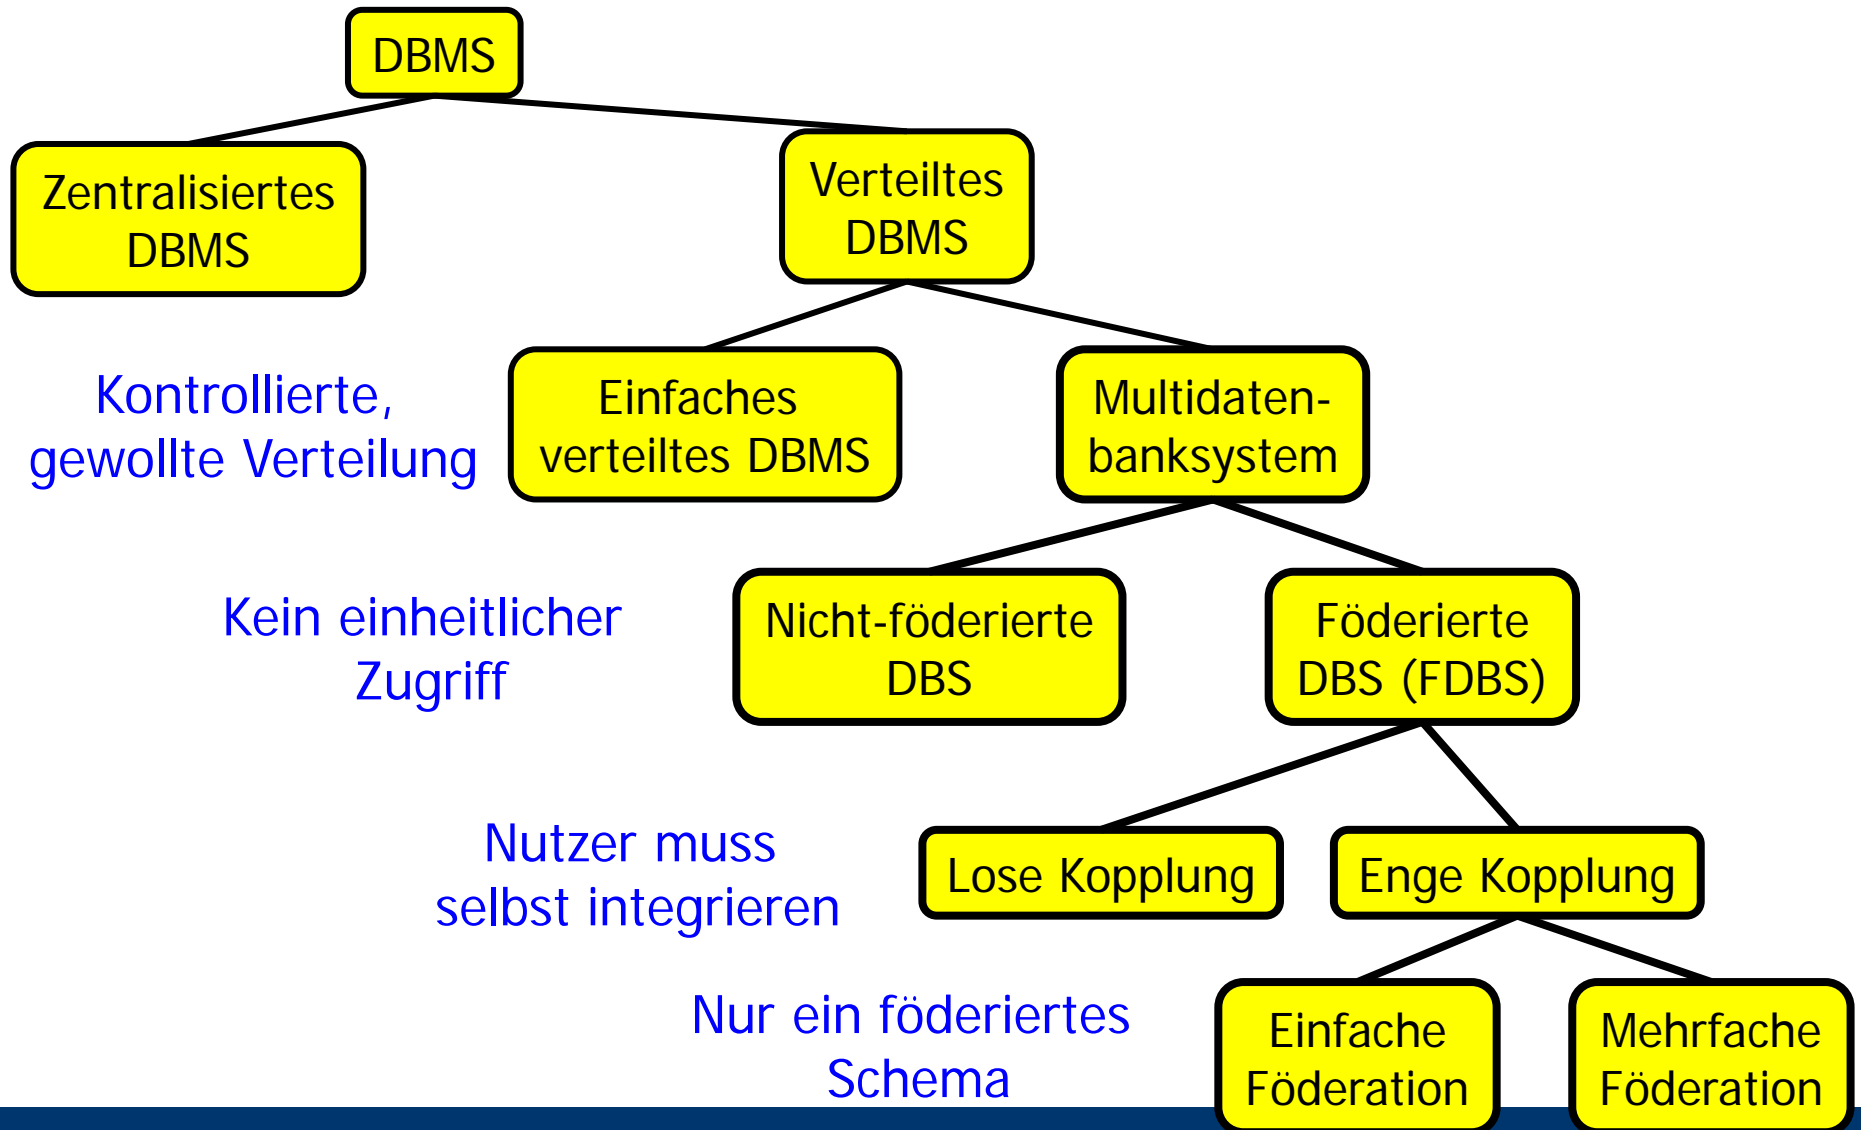 DBMS
Zentralisiertes
DBMS
Verteiltes
DBMS
Kontrollierte,
gewollte Verteilung
Einfaches
verteiltes DBMS
Multidaten-
banksystem
Kein einheitlicher
Zugriff
Nicht-föderierte
DBS
Föderierte
DBS (FDBS)
Nutzer muss
selbst integrieren
Lose Kopplung
Enge Kopplung
Nur ein föderiertes
Schema
Einfache
Föderation
Mehrfache
Föderation